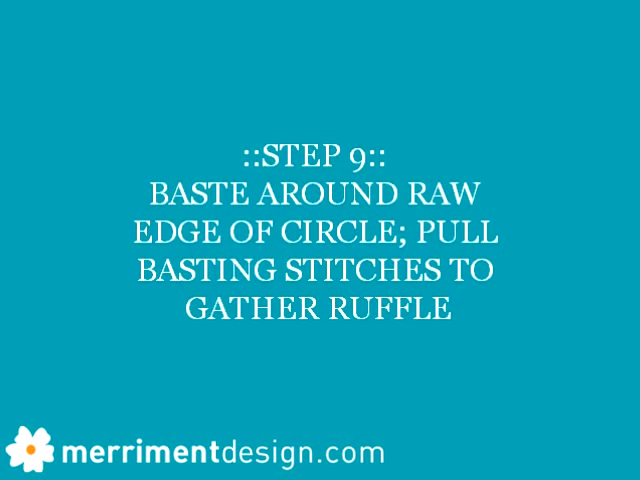 ::STEP 9::
BASTE AROUND RAW
EDGE OF CIRCLE; PULL
BASTING STITCHES TO
GATHER RUFFLE
merrimentdesign.com